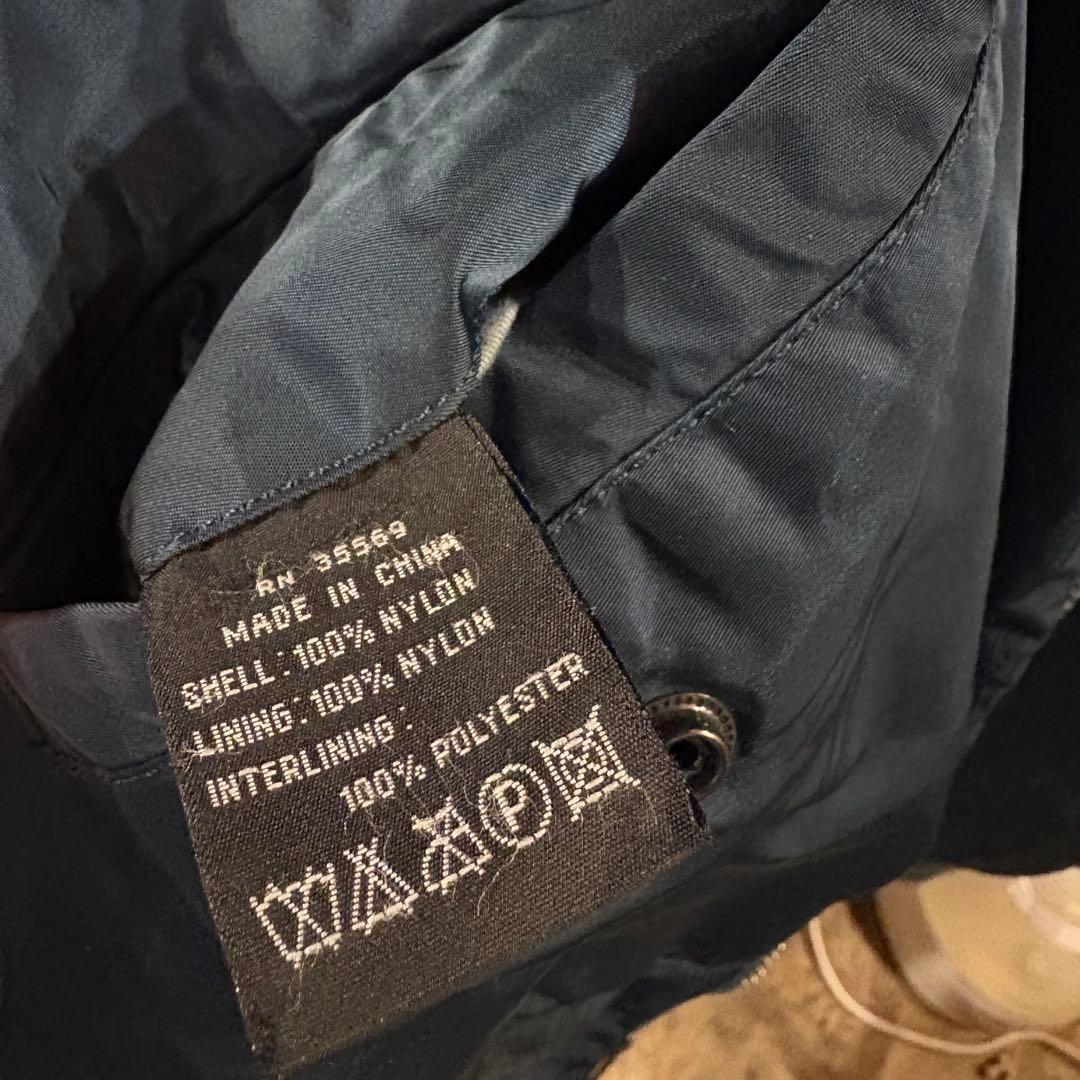 RN 35569
MADE IN CHINA
SHELL: 100% NYLON
LINING: 100% NYLON
INTERLINING:
100% POLYESTER
P